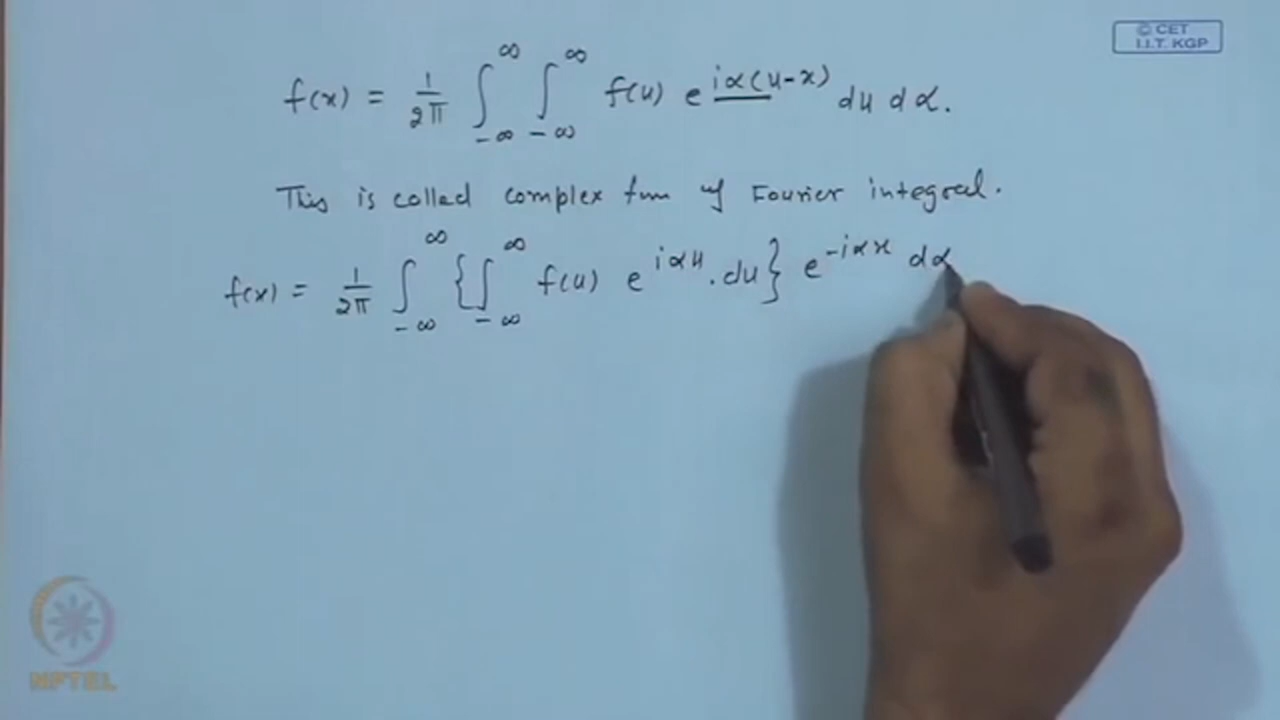 © CET
I.I.T. KGP
f(x) = 1/2π ∫_{-∞}^{∞} ∫_{-∞}^{∞} f(u) e^{iα(u-x)} du dα.
This is called complex form of Fourier integral.
f(x) = 1/2π ∫_{-∞}^{∞} {∫_{-∞}^{∞} f(u) e^{iαu} . du} e^{-iαx} dα
NPTEL